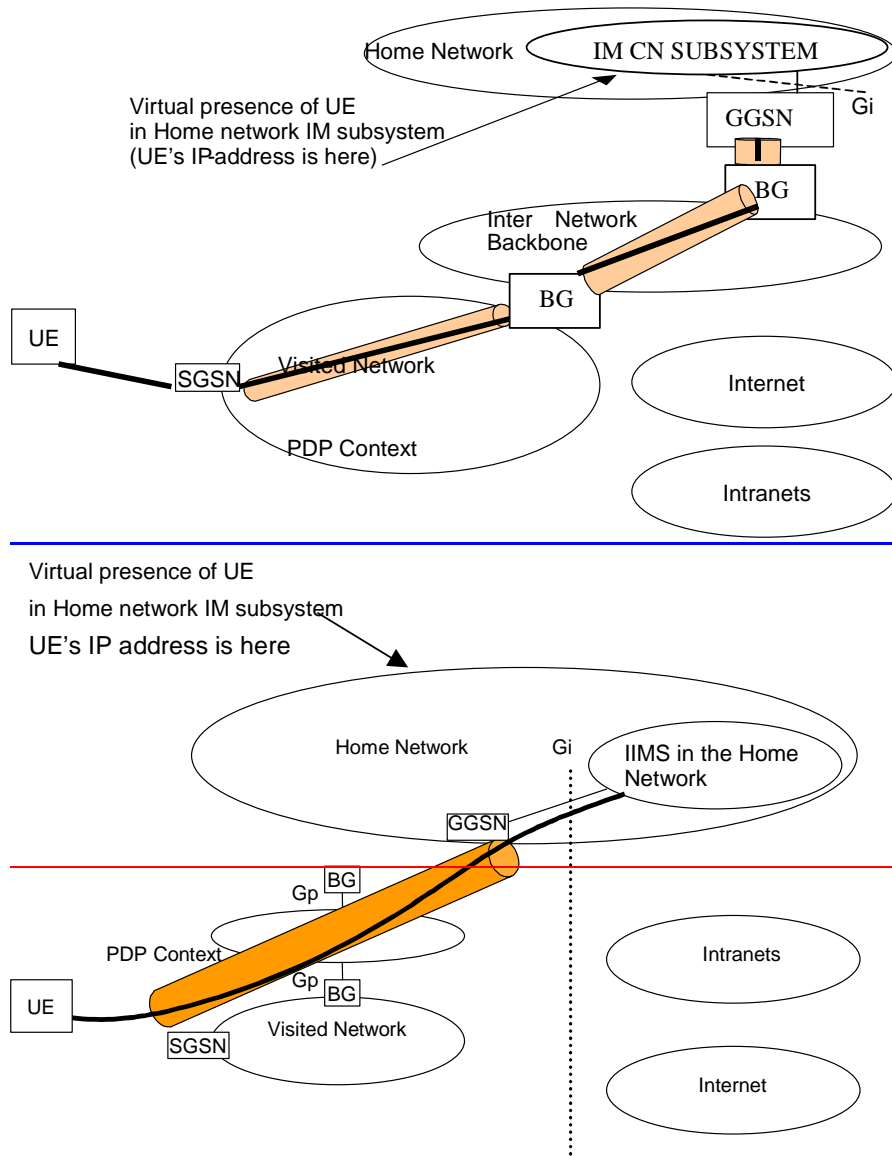 Home Network
IM CN SUBSYSTEM
Virtual presence of UE
in Home network IM subsystem
(UE's IP-address is here)
Gi
GGSN
BG
Inter Network
Backbone
BG
UE
SGSN
Visited Network
PDP Context
Internet
Intranets
Virtual presence of UE
in Home network IM subsystem
UE's IP address is here
Home Network
Gi
IIMS in the Home
Network
GGSN
BG
Gp
PDP Context
Gp
BG
UE
SGSN
Visited Network
Intranets
Internet